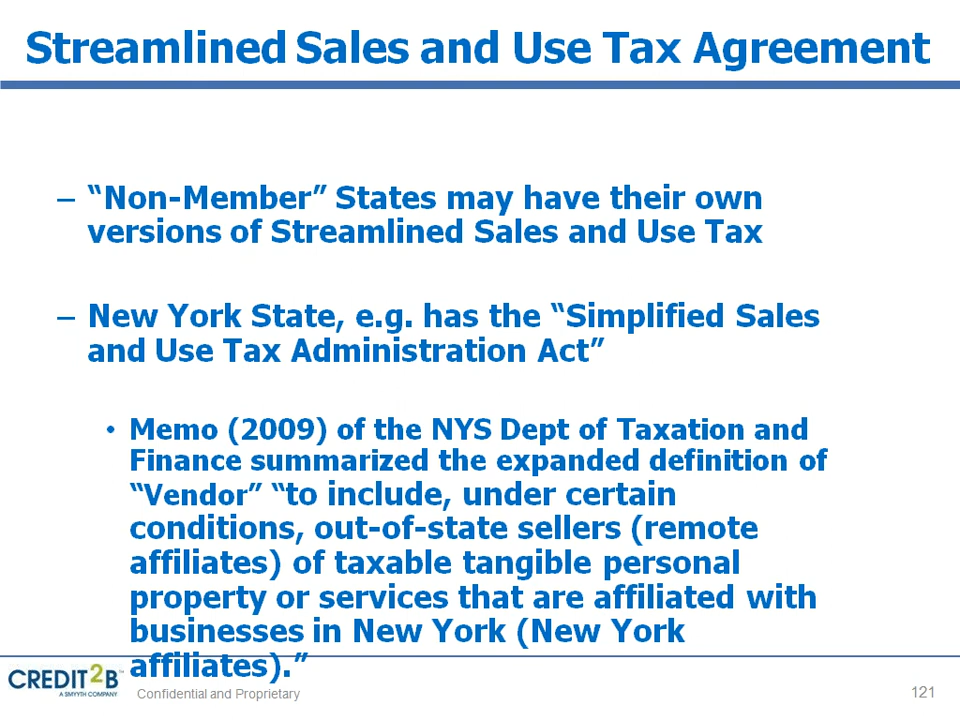 Streamlined Sales and Use Tax Agreement
– “Non-Member” States may have their own
versions of Streamlined Sales and Use Tax
– New York State, e.g. has the “Simplified Sales
and Use Tax Administration Act”
• Memo (2009) of the NYS Dept of Taxation and
Finance summarized the expanded definition of
“Vendor” “to include, under certain
conditions, out-of-state sellers (remote
affiliates) of taxable tangible personal
property or services that are affiliated with
businesses in New York (New York
affiliates).”
CREDIT2B™
A SMYYTH COMPANY
Confidential and Proprietary
121